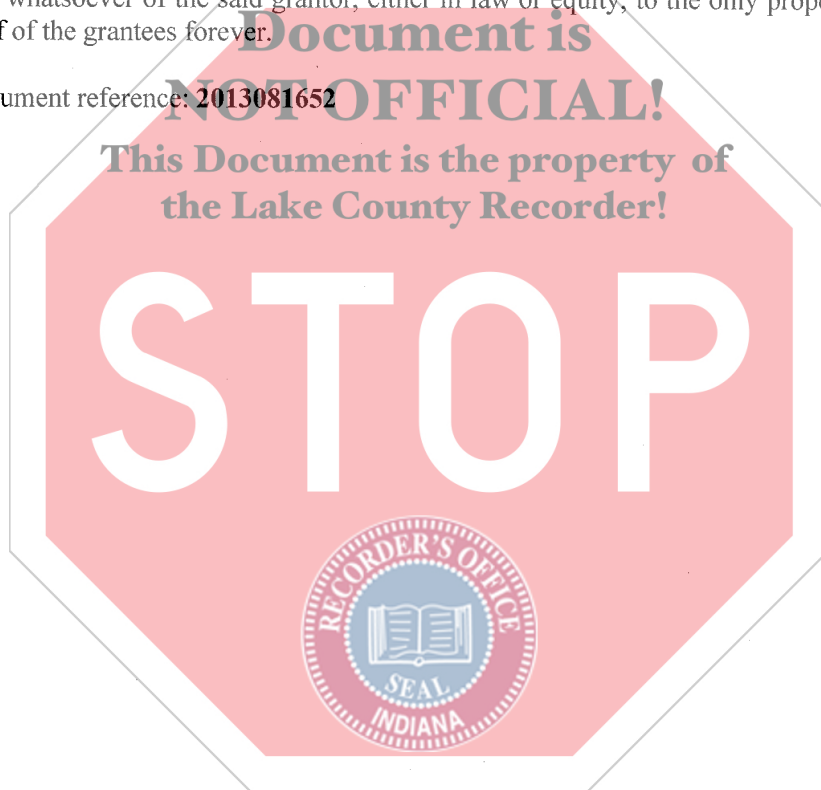 whatsoever of the said grantor, either in law or equity, to the only
Document is
of the grantees forever.
NOT OFFICIAL!
reference: 2013081652
This Document is the property of
the Lake County Recorder!
STOP
RECORDER'S OFFICE
SEAL
INDIANA